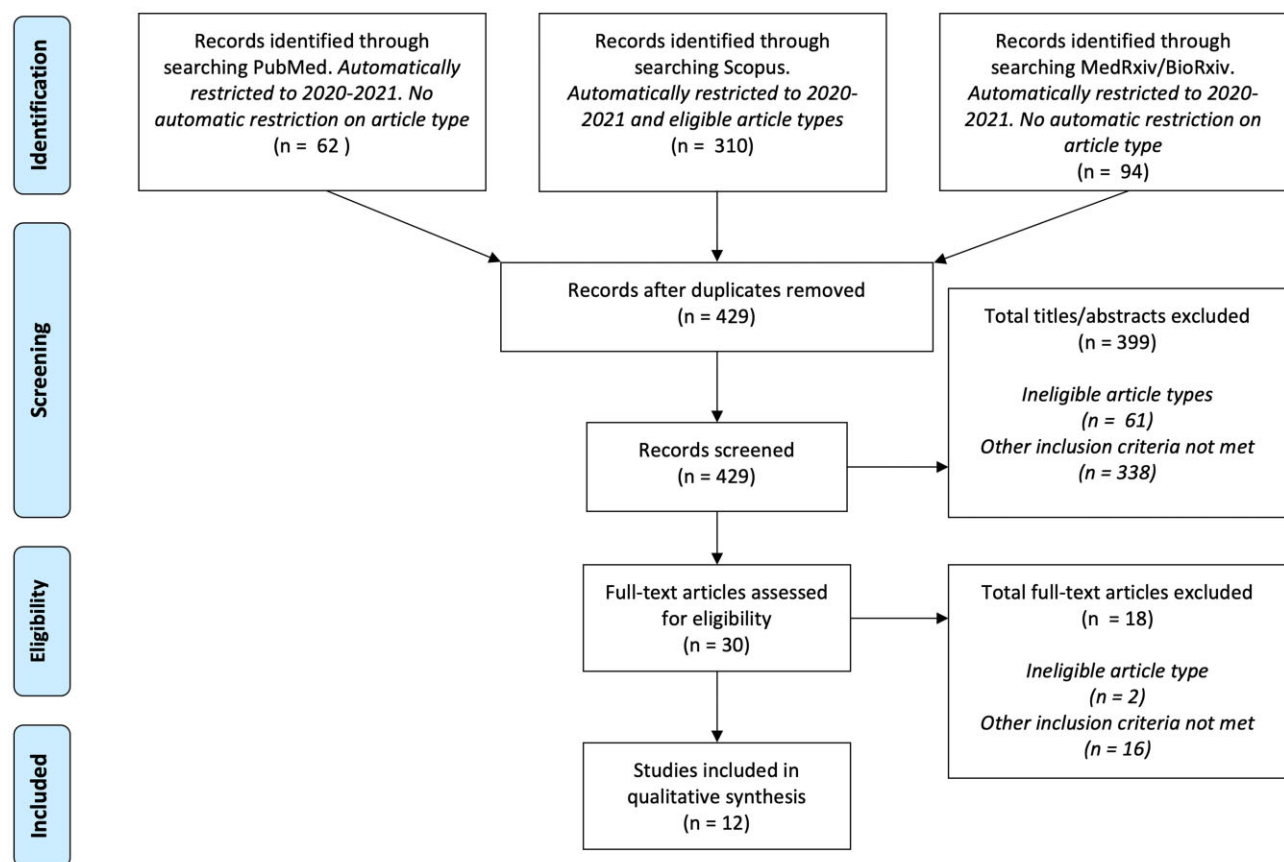 Identification
Records identified through
searching PubMed. Automatically
restricted to 2020-2021. No
automatic restriction on article type
(n =  62 )
Records identified through
searching Scopus.
Automatically restricted to 2020-
2021 and eligible article types
(n =  310)
Records identified through
searching MedRxiv/BioRxiv.
Automatically restricted to 2020-
2021. No automatic restriction on
article type
(n =  94)
Screening
Records after duplicates removed
(n = 429)
Total titles/abstracts excluded
(n = 399)
Ineligible article types
(n =  61)
Other inclusion criteria not met
(n = 338)
Records screened
(n = 429)
Eligibility
Full-text articles assessed
for eligibility
(n = 30)
Total full-text articles excluded
(n  = 18)
Ineligible article type
(n = 2)
Other inclusion criteria not met
(n = 16)
Included
Studies included in
qualitative synthesis
(n = 12)